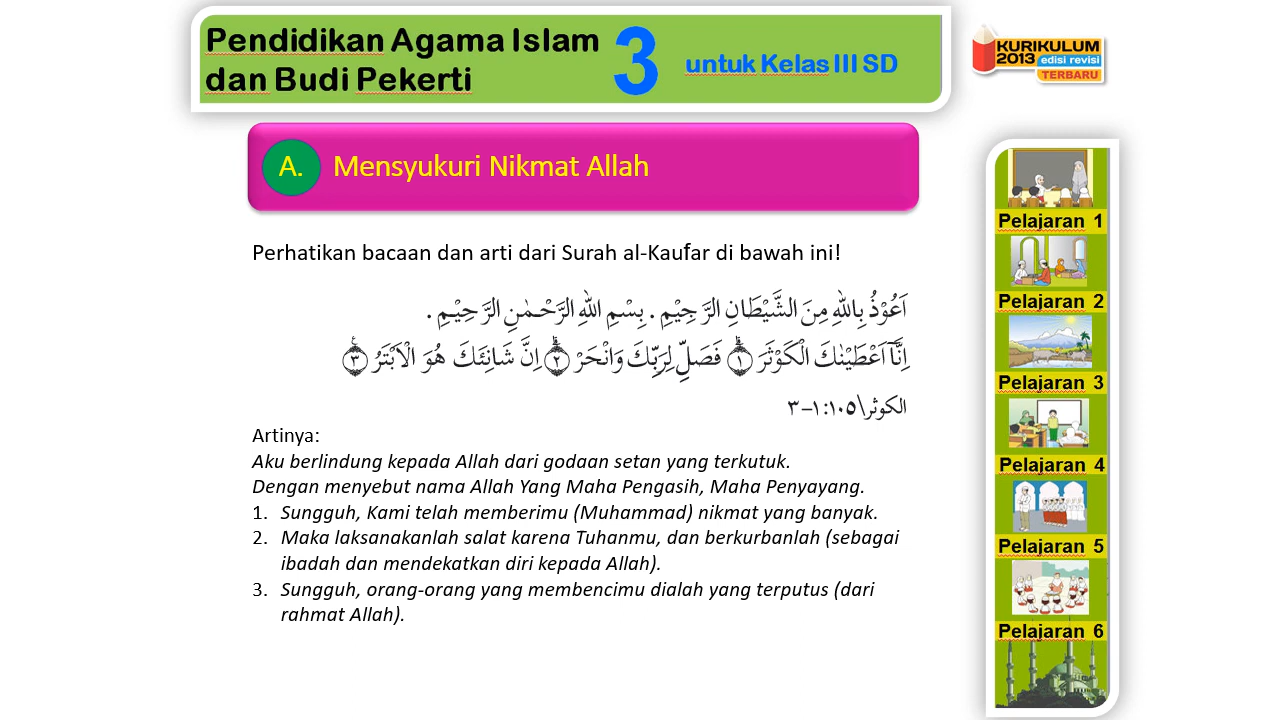 Pendidikan Agama Islam
dan Budi Pekerti
3
untuk Kelas III SD
KURIKULUM
2013 edisi revisi
TERBARU
A. Mensyukuri Nikmat Allah
Perhatikan bacaan dan arti dari Surah al-Kaufar di bawah ini!
اَعُوْذُ بِاللهِ مِنَ الشَّيْطَانِ الرَّجِيْمِ . بِسْمِ اللهِ الرَّحْمٰنِ الرَّحِيْمِ .
اِنَّآ اَعْطَيْنٰكَ الْكَوْثَرَۗ ١ فَصَلِّ لِرَبِّكَ وَانْحَرْۗ ٢ اِنَّ شَانِئَكَ هُوَ الْاَبْتَرُ ࣖ ٣
الكوثر\١٠٥:١–٣
Artinya:
Aku berlindung kepada Allah dari godaan setan yang terkutuk.
Dengan menyebut nama Allah Yang Maha Pengasih, Maha Penyayang.
1. Sungguh, Kami telah memberimu (Muhammad) nikmat yang banyak.
2. Maka laksanakanlah salat karena Tuhanmu, dan berkurbanlah (sebagai
ibadah dan mendekatkan diri kepada Allah).
3. Sungguh, orang-orang yang membencimu dialah yang terputus (dari
rahmat Allah).
Pelajaran 1
Pelajaran 2
Pelajaran 3
Pelajaran 4
Pelajaran 5
Pelajaran 6